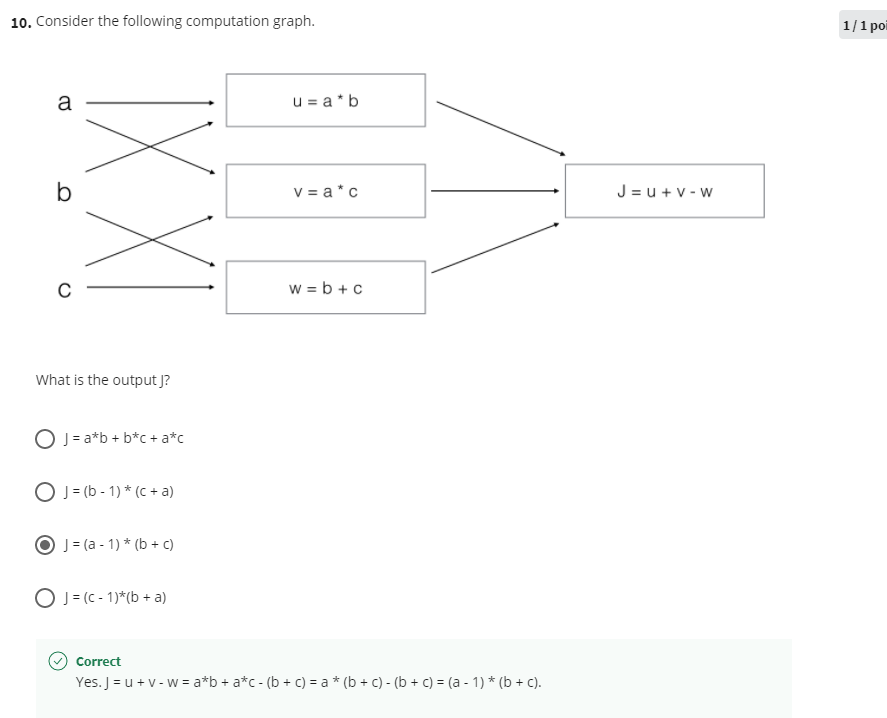 10. Consider the following computation graph.
1 / 1 poi
a
u = a * b
b
v = a * c
J = u + v - w
c
w = b + c
What is the output J?
J = a*b + b*c + a*c
J = (b - 1) * (c + a)
J = (a - 1) * (b + c)
J = (c - 1)*(b + a)
Correct
Yes. J = u + v - w = a*b + a*c - (b + c) = a * (b + c) - (b + c) = (a - 1) * (b + c).